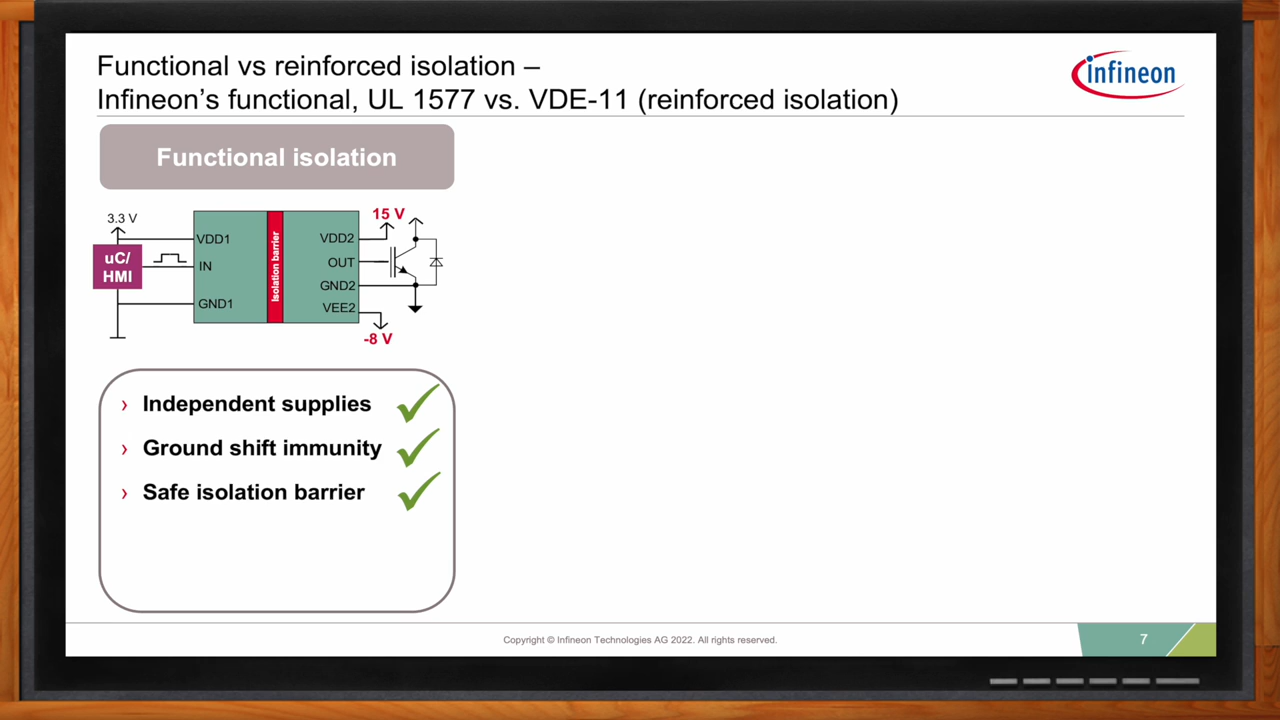 Functional vs reinforced isolation –
Infineon's functional, UL 1577 vs. VDE-11 (reinforced isolation)
infineon
Functional isolation
3.3 V
uC/
HMI
VDD1
IN
GND1
Isolation barrier
VDD2
OUT
GND2
VEE2
15 V
-8 V
› Independent supplies
› Ground shift immunity
› Safe isolation barrier
Copyright © Infineon Technologies AG 2022. All rights reserved.
7